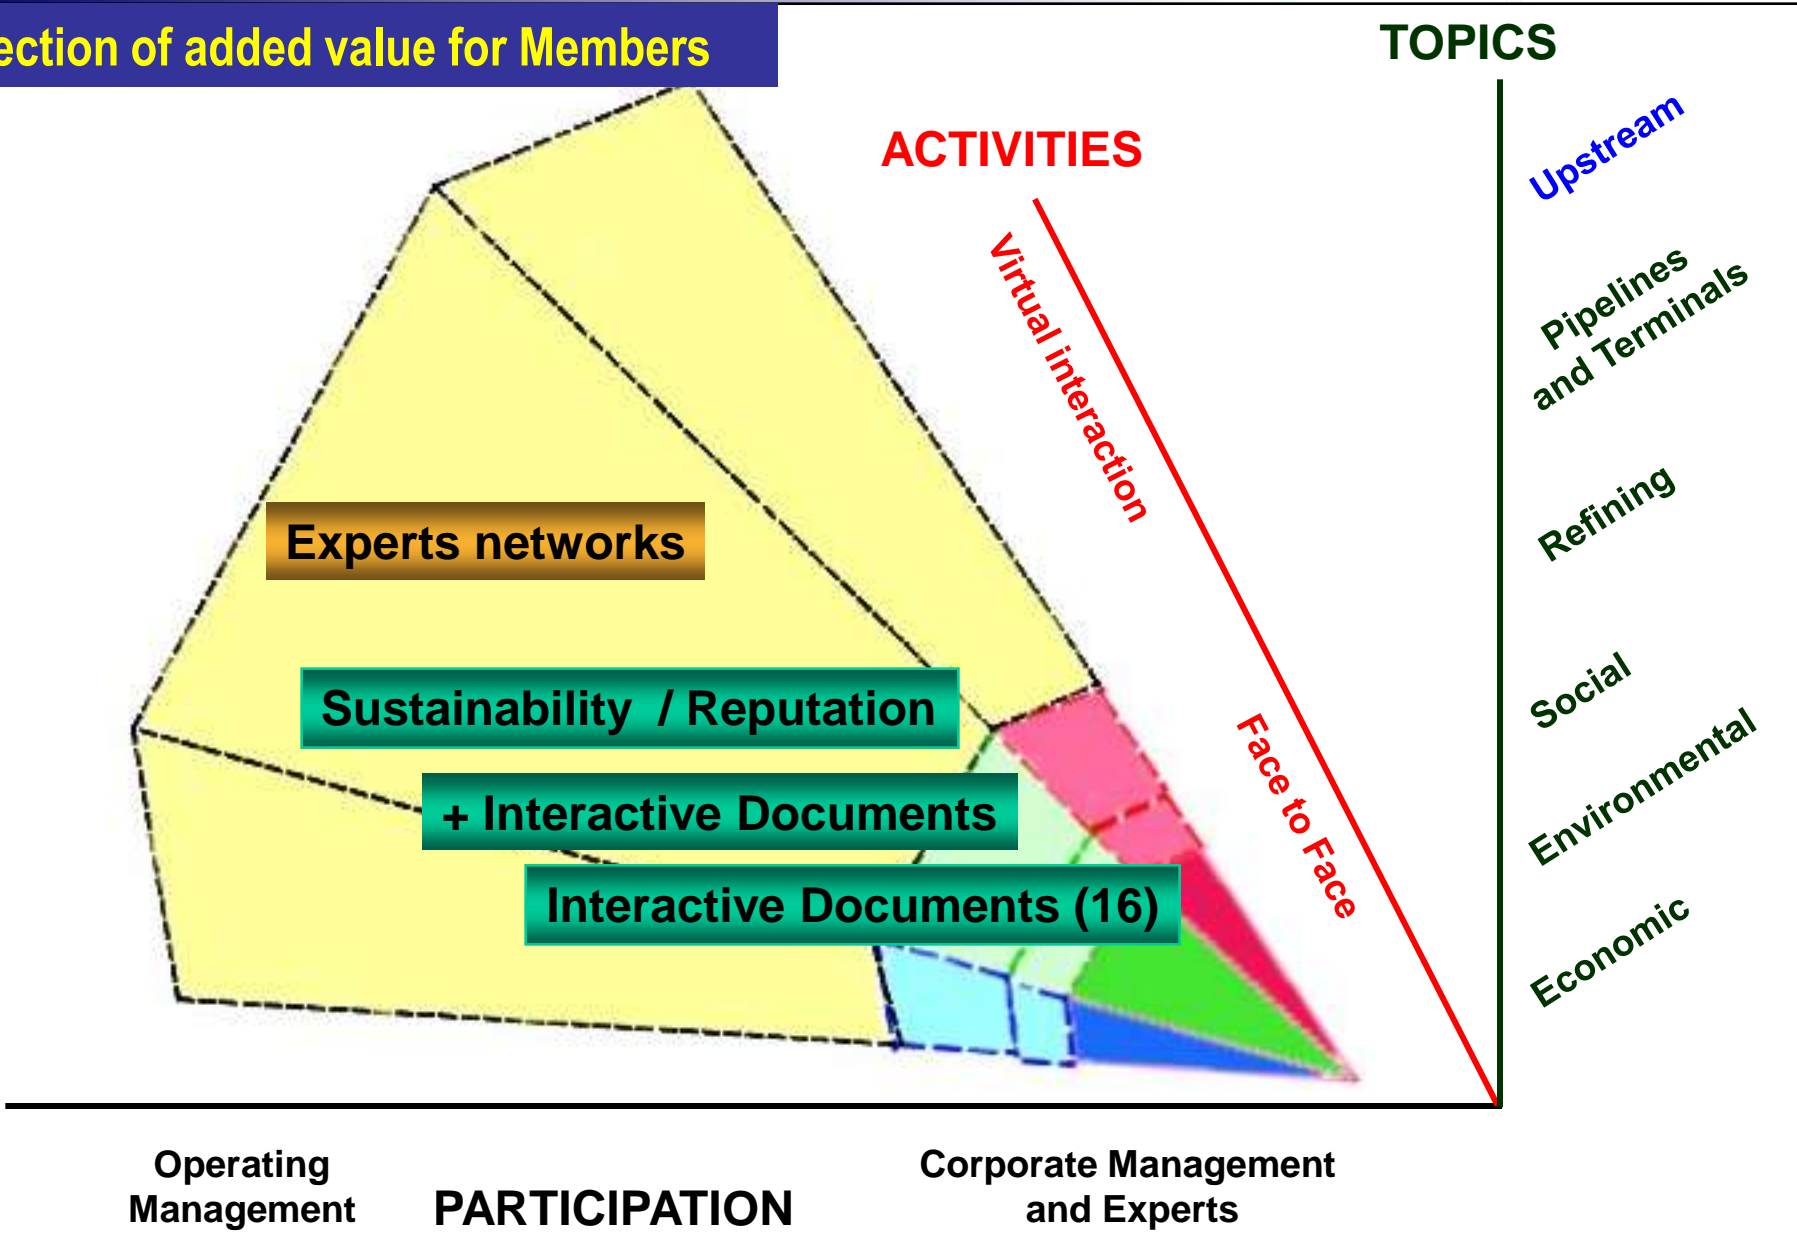 ection of added value for Members
TOPICS
ACTIVITIES
Upstream
Virtual interaction
Pipelines
and Terminals
Experts networks
Refining
Sustainability / Reputation
Social
+ Interactive Documents
Face to Face
Environmental
Interactive Documents (16)
Economic
Operating
Management
PARTICIPATION
Corporate Management
and Experts